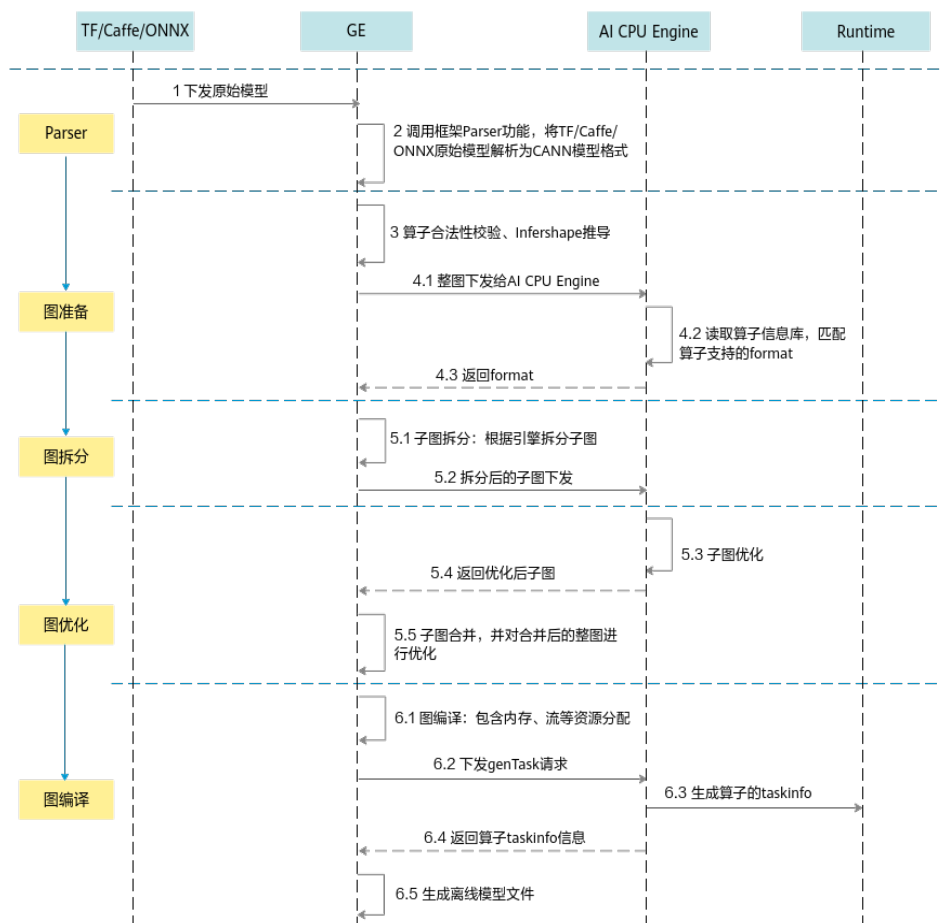 TF/Caffe/ONNX
GE
AI CPU Engine
Runtime
1 下发原始模型
Parser
2 调用框架Parser功能，将TF/Caffe/
ONNX原始模型解析为CANN模型格式
3 算子合法性校验、Infershape推导
4.1 整图下发给AI CPU Engine
图准备
4.2 读取算子信息库，匹配
算子支持的format
4.3 返回format
5.1 子图拆分：根据引擎拆分子图
图拆分
5.2 拆分后的子图下发
5.3 子图优化
5.4 返回优化后子图
图优化
5.5 子图合并，并对合并后的整图进
行优化
6.1 图编译：包含内存、流等资源分配
6.2 下发genTask请求
图编译
6.3 生成算子的taskinfo
6.4 返回算子taskinfo信息
6.5 生成离线模型文件